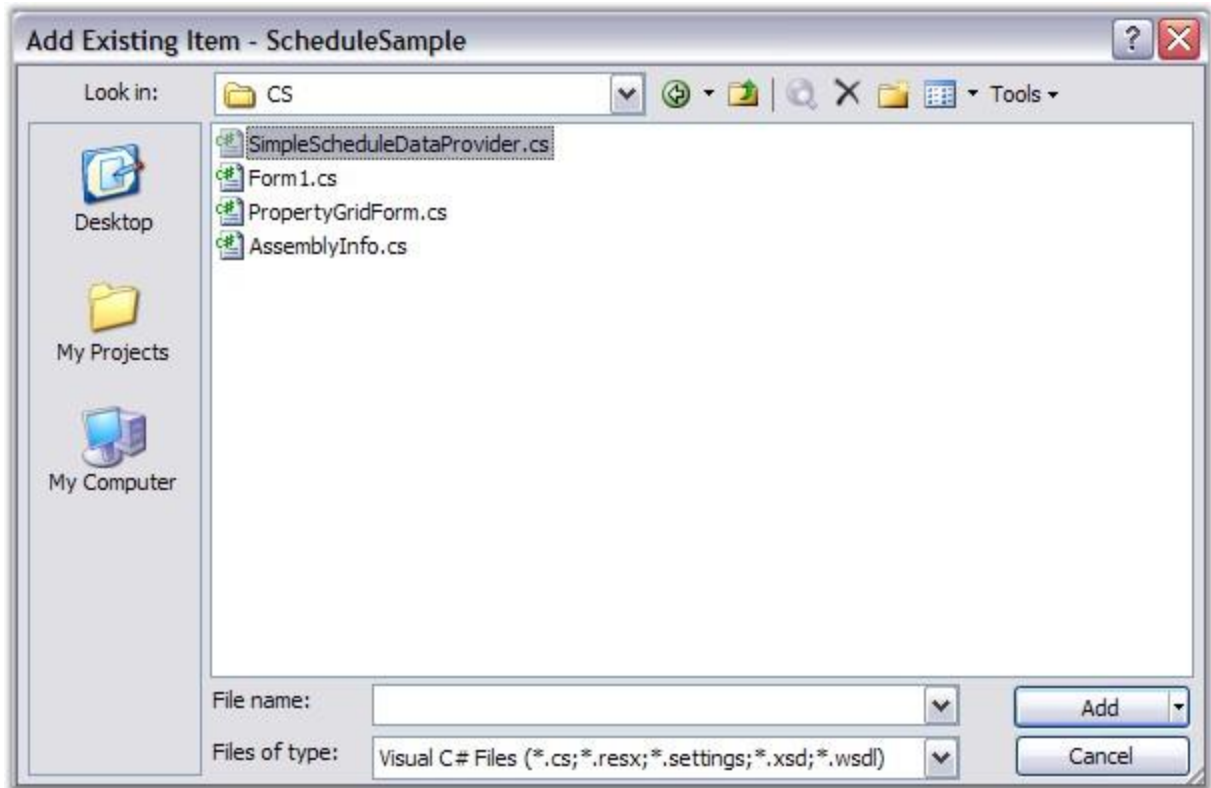 Add Existing Item - ScheduleSample
Look in: CS Tools
SimpleScheduleDataProvider.cs
Form1.cs
PropertyGridForm.cs
AssemblyInfo.cs
Desktop
My Projects
My Computer
File name: Add
Files of type: Visual C# Files (*.cs;*.resx;*.settings;*.xsd;*.wsdl) Cancel